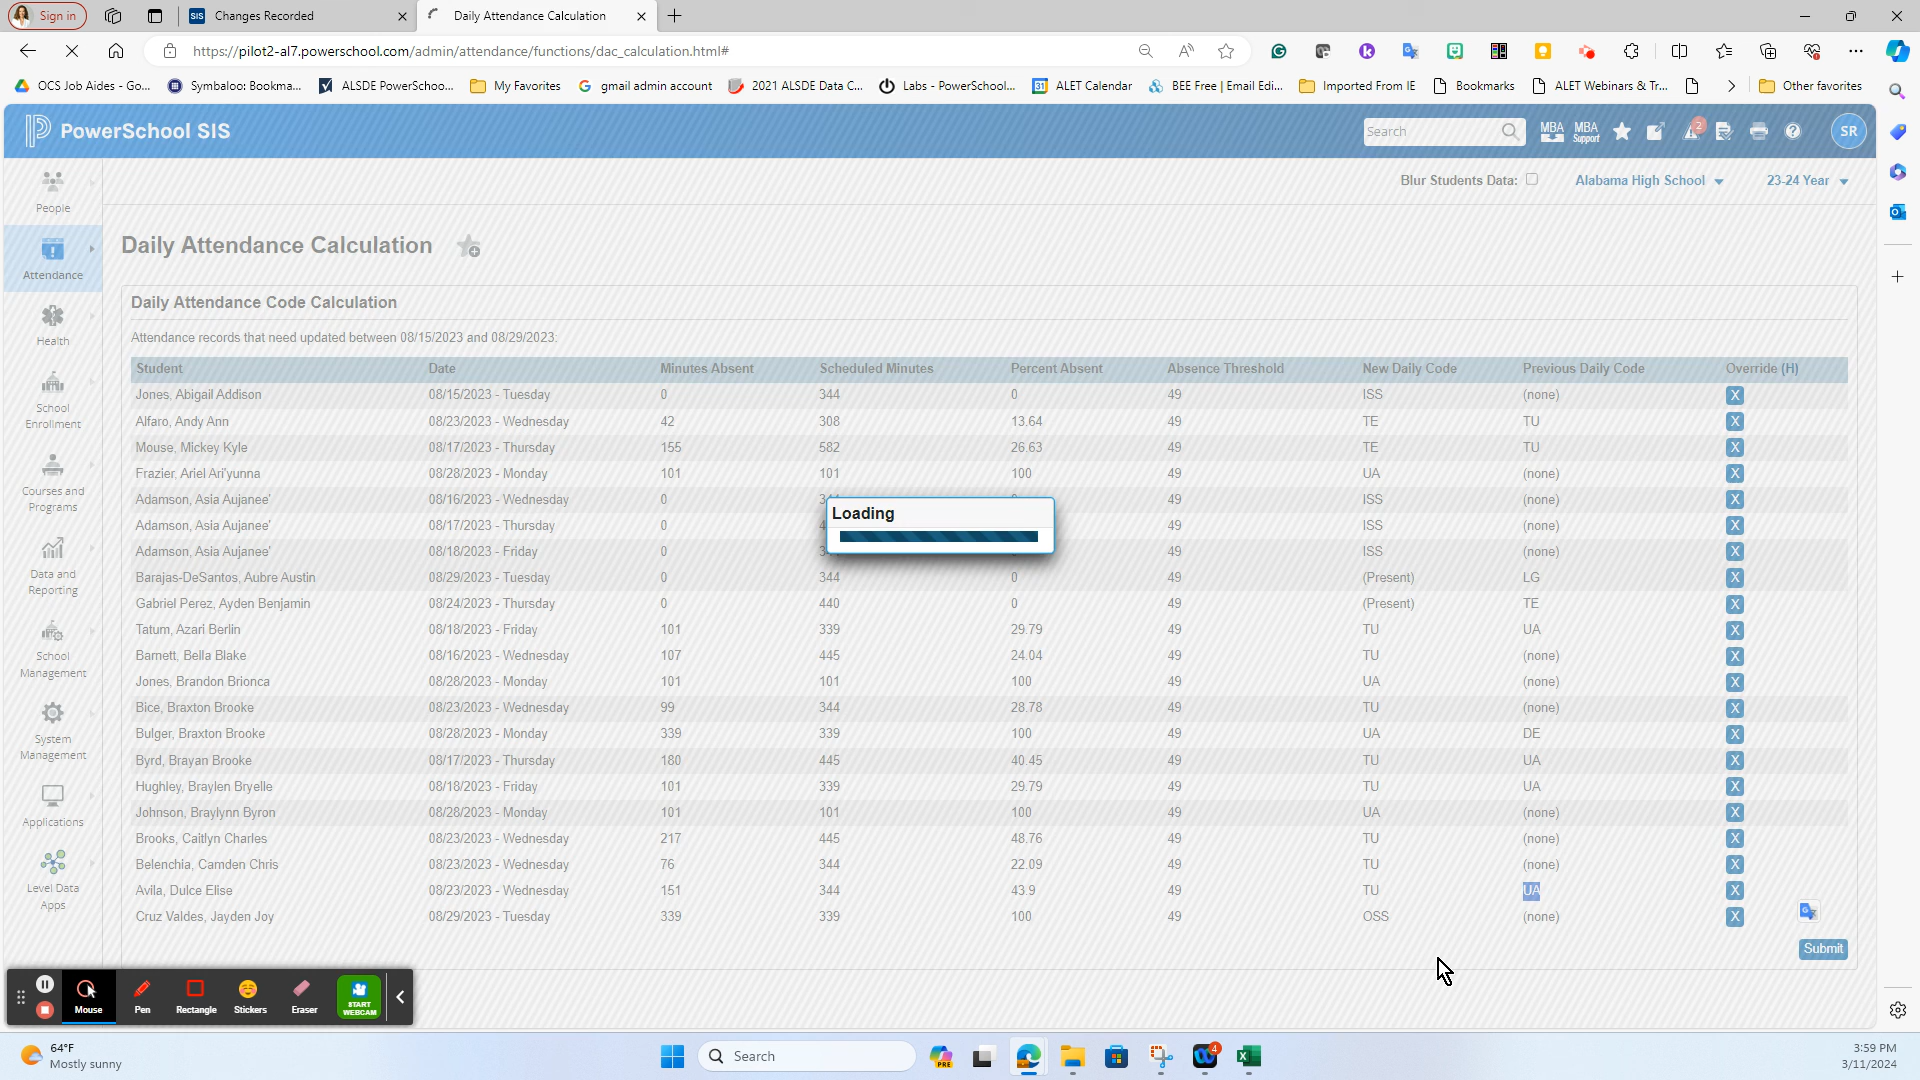 Sign in
SIS Changes Recorded
Daily Attendance Calculation
https://pilot2-al7.powerschool.com/admin/attendance/functions/dac_calculation.html#
OCS Job Aides - Go...
Symbaloo: Bookma...
ALSDE PowerSchoo...
My Favorites
gmail admin account
2021 ALSDE Data C...
Labs - PowerSchool...
ALET Calendar
BEE Free | Email Edi...
Imported From IE
Bookmarks
ALET Webinars & Tr...
Other favorites
PowerSchool SIS
Search
MBA
MBA Support
2
SR
Blur Students Data:
Alabama High School
23-24 Year
People
Attendance
Health
School Enrollment
Courses and Programs
Data and Reporting
School Management
System Management
Applications
Level Data Apps
Daily Attendance Calculation
Daily Attendance Code Calculation
Attendance records that need updated between 08/15/2023 and 08/29/2023:
Student Date Minutes Absent Scheduled Minutes Percent Absent Absence Threshold New Daily Code Previous Daily Code Override (H)
Jones, Abigail Addison 08/15/2023 - Tuesday 0 344 0 49 ISS (none) X
Alfaro, Andy Ann 08/23/2023 - Wednesday 42 308 13.64 49 TE TU X
Mouse, Mickey Kyle 08/17/2023 - Thursday 155 582 26.63 49 TE TU X
Frazier, Ariel Ari'yunna 08/28/2023 - Monday 101 101 100 49 UA (none) X
Adamson, Asia Aujanee' 08/16/2023 - Wednesday 0 49 ISS (none) X
Adamson, Asia Aujanee' 08/17/2023 - Thursday 0 49 ISS (none) X
Adamson, Asia Aujanee' 08/18/2023 - Friday 0 49 ISS (none) X
Barajas-DeSantos, Aubre Austin 08/29/2023 - Tuesday 0 344 0 49 (Present) LG X
Gabriel Perez, Ayden Benjamin 08/24/2023 - Thursday 0 440 0 49 (Present) TE X
Tatum, Azari Berlin 08/18/2023 - Friday 101 339 29.79 49 TU UA X
Barnett, Bella Blake 08/16/2023 - Wednesday 107 445 24.04 49 TU (none) X
Jones, Brandon Brionca 08/28/2023 - Monday 101 101 100 49 UA (none) X
Bice, Braxton Brooke 08/23/2023 - Wednesday 99 344 28.78 49 TU (none) X
Bulger, Braxton Brooke 08/28/2023 - Monday 339 339 100 49 UA DE X
Byrd, Brayan Brooke 08/17/2023 - Thursday 180 445 40.45 49 TU UA X
Hughley, Braylen Bryelle 08/18/2023 - Friday 101 339 29.79 49 TU UA X
Johnson, Braylynn Byron 08/28/2023 - Monday 101 101 100 49 UA (none) X
Brooks, Caitlyn Charles 08/23/2023 - Wednesday 217 445 48.76 49 TU (none) X
Belenchia, Camden Chris 08/23/2023 - Wednesday 76 344 22.09 49 TU (none) X
Avila, Dulce Elise 08/23/2023 - Wednesday 151 344 43.9 49 TU UA X
Cruz Valdes, Jayden Joy 08/29/2023 - Tuesday 339 339 100 49 OSS (none) X
Loading
Submit
Mouse
Pen
Rectangle
Stickers
Eraser
START WEBCAM
64°F
Mostly sunny
Search
PRE
4
3:59 PM
3/11/2024